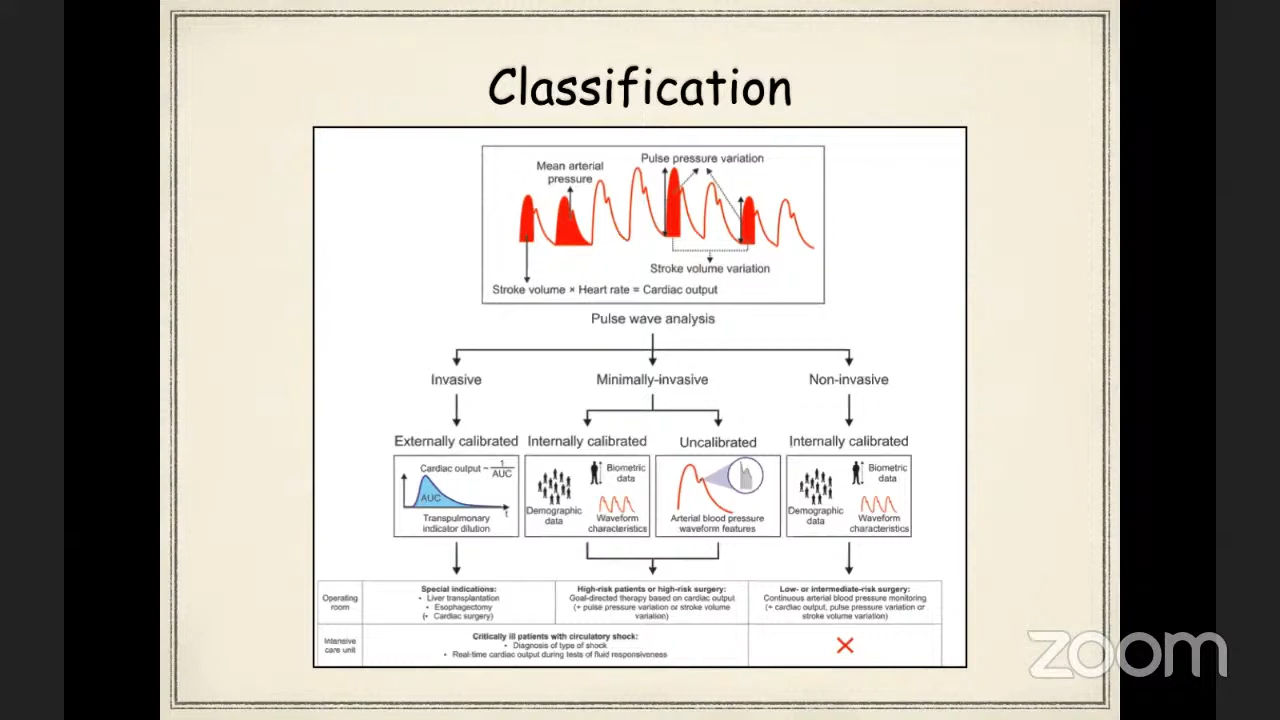 Classification
Pulse pressure variation
Mean arterial
pressure
Stroke volume variation
Stroke volume × Heart rate = Cardiac output
Pulse wave analysis
Invasive
Minimally-invasive
Non-invasive
Externally calibrated
Internally calibrated
Uncalibrated
Internally calibrated
Cardiac output ~ 1
AUC
AUC
t
Transpulmonary
indicator dilution
Biometric
data
Demographic
data
Waveform
characteristics
Arterial blood pressure
waveform features
Biometric
data
Demographic
data
Waveform
characteristics
Operating
room
Special indications:
• Liver transplantation
• Esophagectomy
(• Cardiac surgery)
High-risk patients or high-risk surgery:
Goal-directed therapy based on cardiac output
(+ pulse pressure variation or stroke volume
variation)
Low- or intermediate-risk surgery:
Continuous arterial blood pressure monitoring
(+ cardiac output, pulse pressure variation or
stroke volume variation)
Intensive
care unit
Critically ill patients with circulatory shock:
• Diagnosis of type of shock
• Real-time cardiac output during tests of fluid responsiveness
zoom